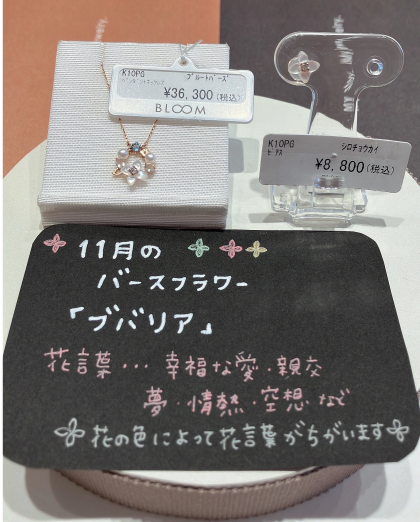 K10PG
ブルートパーズ
¥36,300(税込)
BLOOM
K10PG
シロチョウカイ
ピアス
¥8,800(税込)
11月の
バースフラワー
「ブバリア」
花言葉…幸福な愛・親交
夢・情熱・空想など
花の色によって花言葉がちがいます